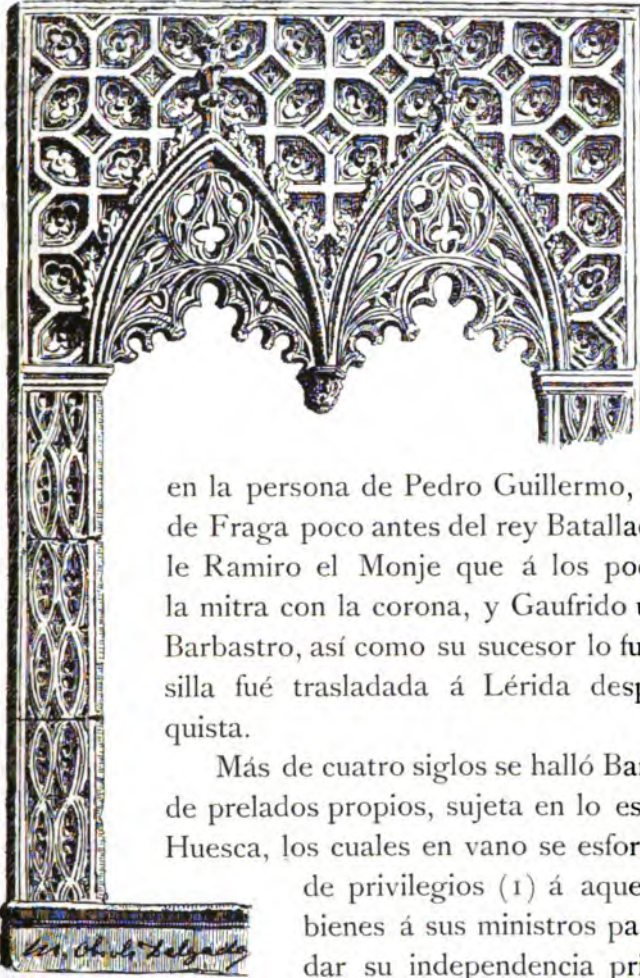 en la persona de Pedro Guillermo,
de Fraga poco antes del rey Batalla
le Ramiro el Monje que á los po
la mitra con la corona, y Gaufrido
Barbastro, así como su sucesor lo fu
silla fué trasladada á Lérida des
quista.
Más de cuatro siglos se halló Ba
de prelados propios, sujeta en lo es
Huesca, los cuales en vano se esfor
de privilegios (1) á aque
bienes á sus ministros pa
dar su independencia pr